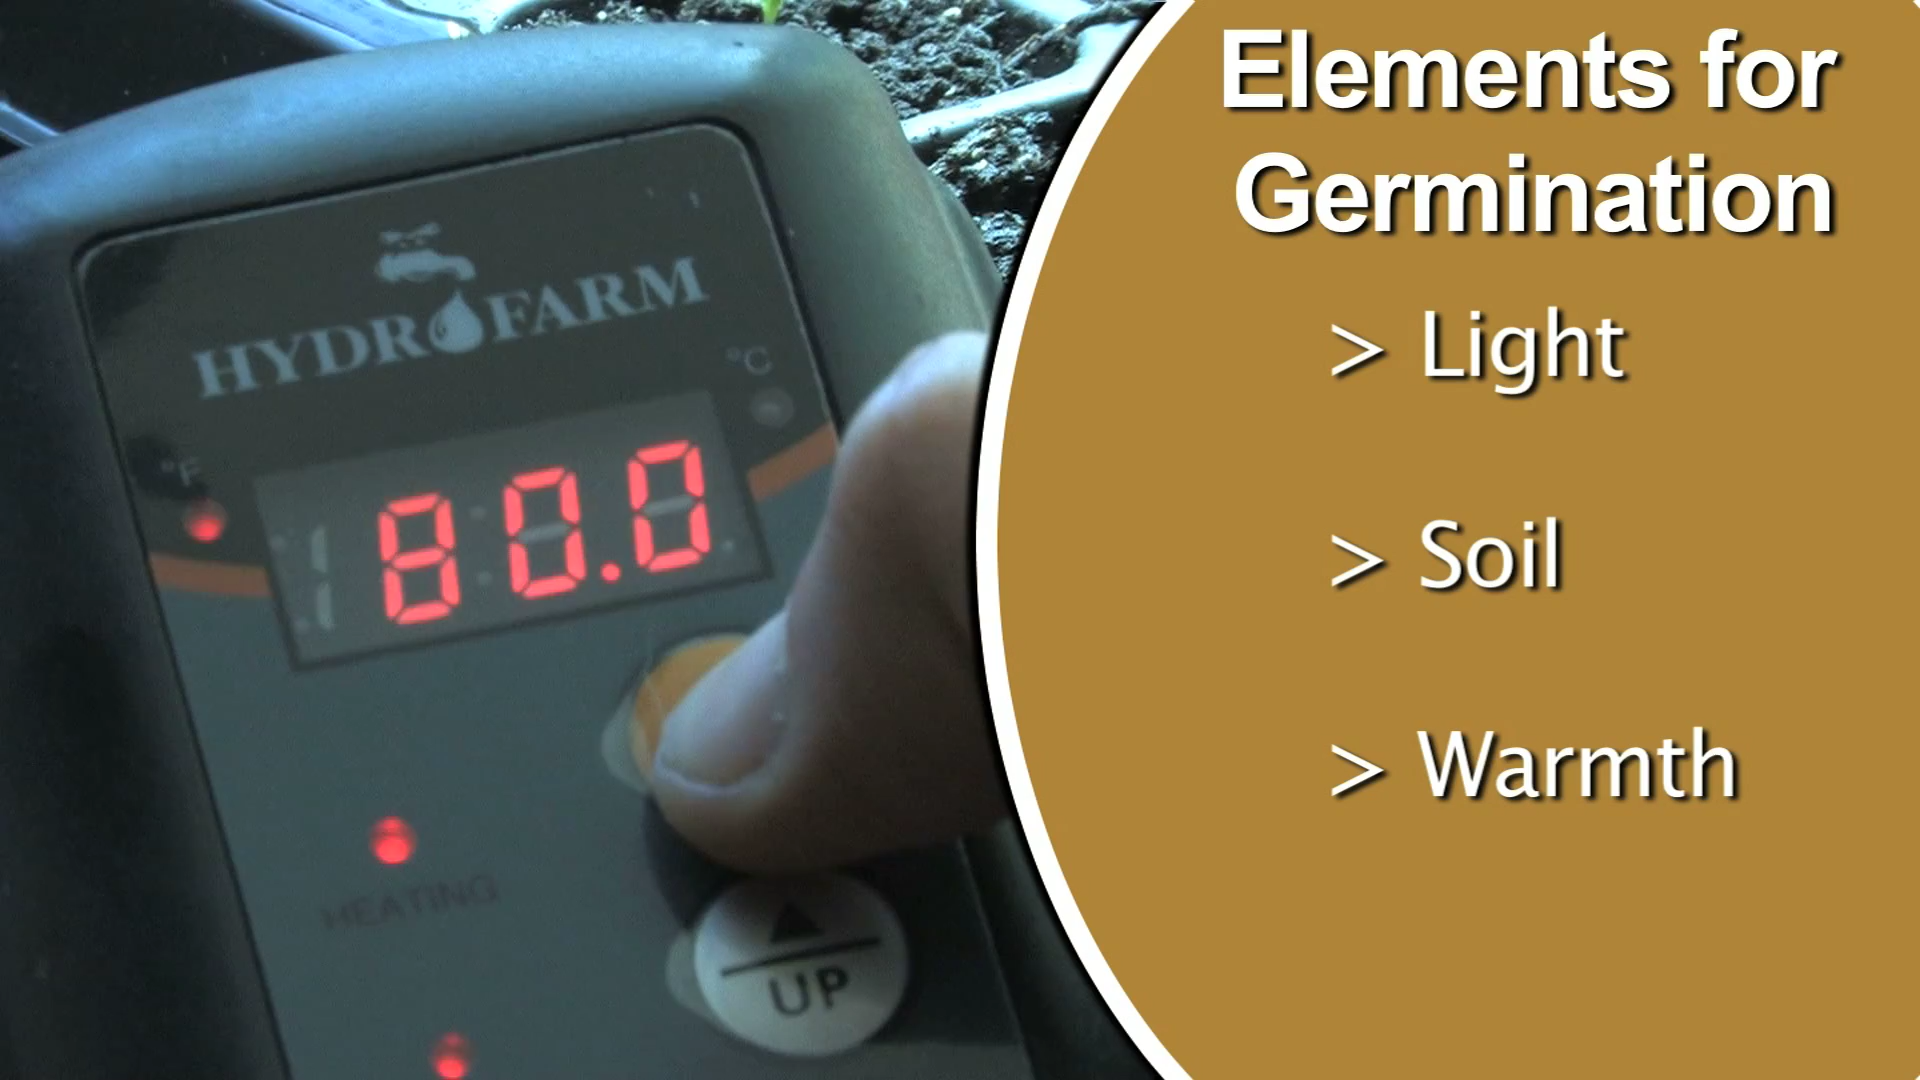 HYDROFARM
°C
°F
80.0
HEATING
UP
Elements for
Germination
> Light
> Soil
> Warmth